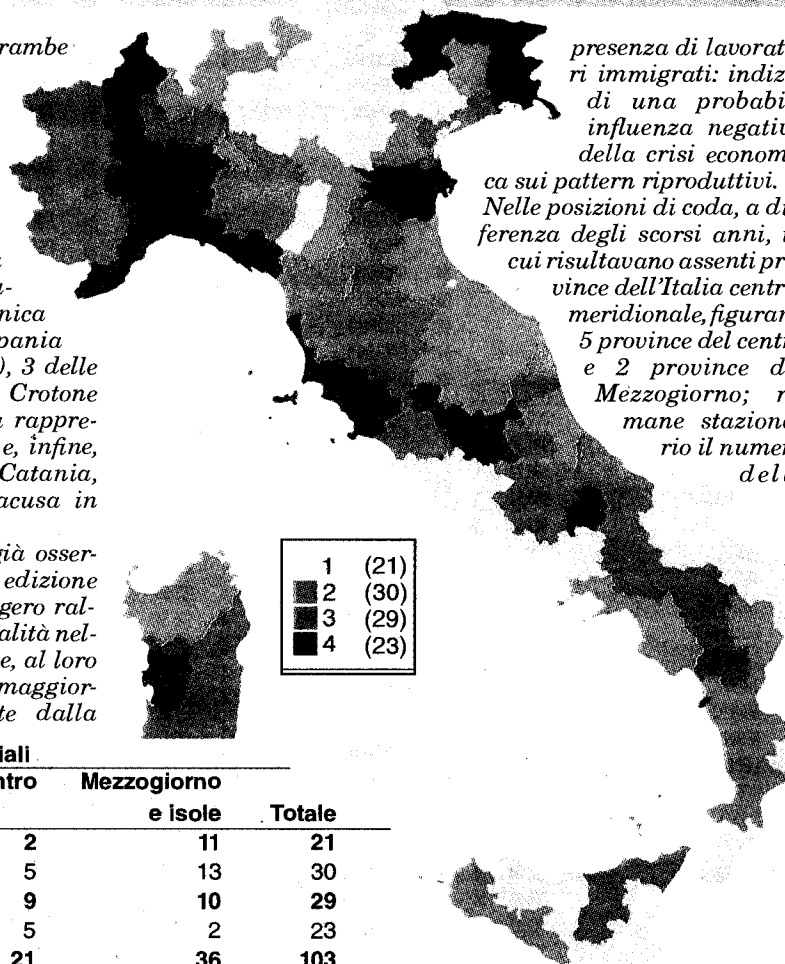 rambe
a-
nica
pania
), 3 delle
Crotone
a rappre-
e, infine,
Catania,
acusa in
già osser-
edizione
gero ral-
alità nel-
e, al loro
maggior-
te dalla
presenza di lavorat
ri immigrati: indiz
di una probabi
influenza negativ
della crisi econom
ca sui pattern riproduttivi.
Nelle posizioni di coda, a di
ferenza degli scorsi anni, i
cui risultavano assenti pr
vince dell'Italia centr
meridionale, figurar
5 province del centr
e 2 province d
Mezzogiorno; r
mane stazion
rio il numer
dell
1 (21)
2 (30)
3 (29)
4 (23)
iali
ntro Mezzogiorno
e isole Totale
2 11 21
5 13 30
9 10 29
5 2 23
21 36 103